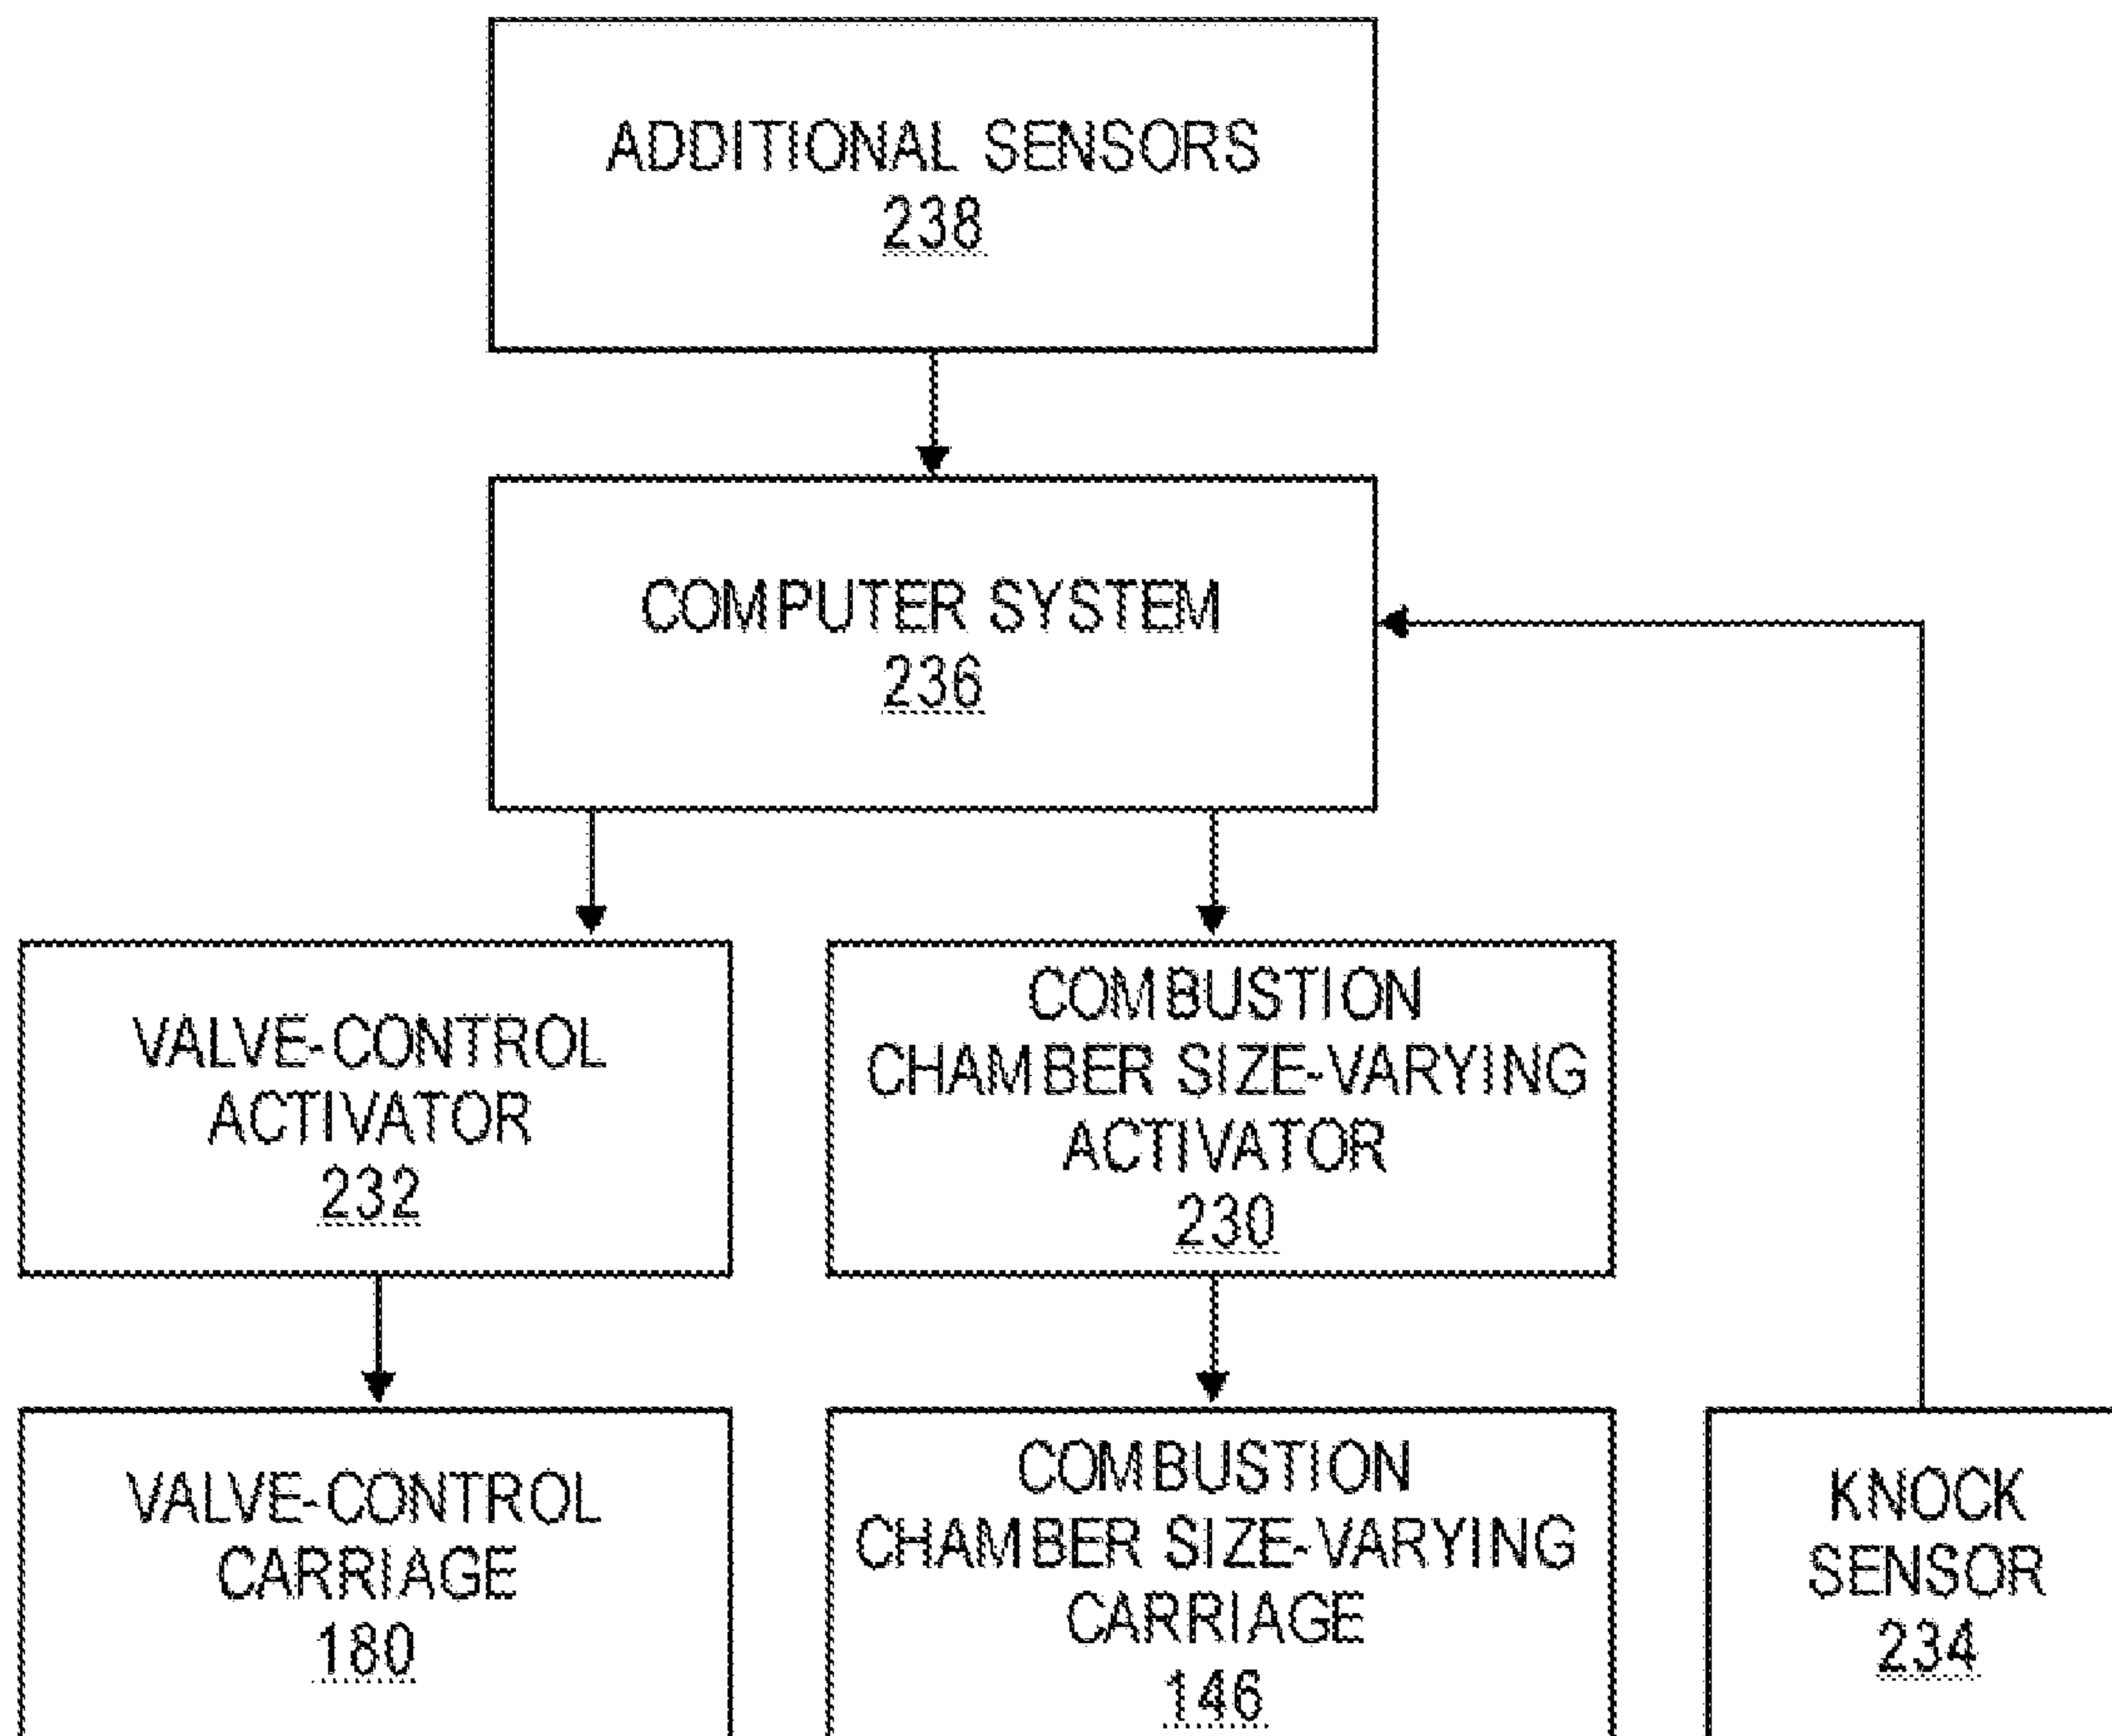 ADDITIONAL SENSORS
238
COMPUTER SYSTEM
236
VALVE-CONTROL
ACTIVATOR
232
COMBUSTION
CHAMBER SIZE-VARYING
ACTIVATOR
230
VALVE-CONTROL
CARRIAGE
180
COMBUSTION
CHAMBER SIZE-VARYING
CARRIAGE
146
KNOCK
SENSOR
234